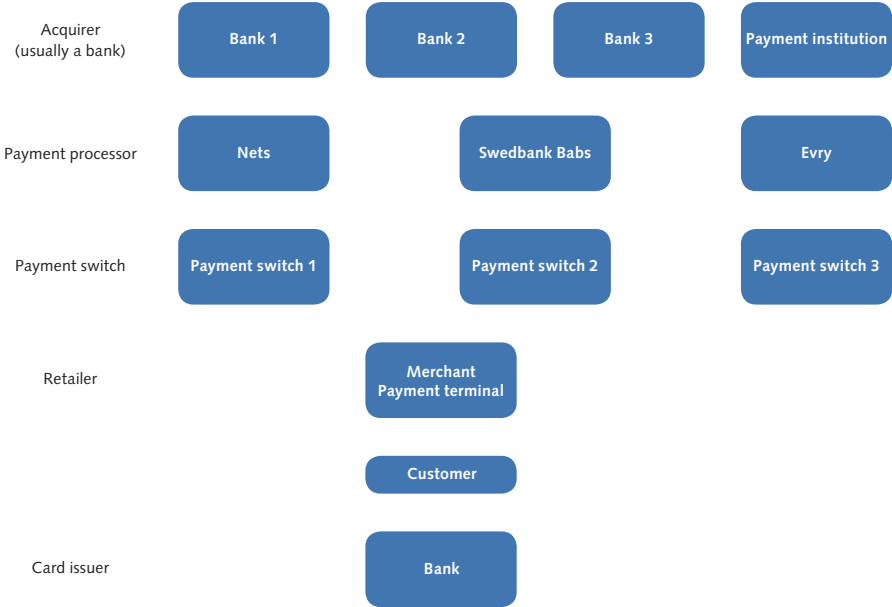 Acquirer
(usually a bank)
Bank 1
Bank 2
Bank 3
Payment institution
Payment processor
Nets
Swedbank Babs
Evry
Payment switch
Payment switch 1
Payment switch 2
Payment switch 3
Retailer
Merchant
Payment terminal
Customer
Card issuer
Bank